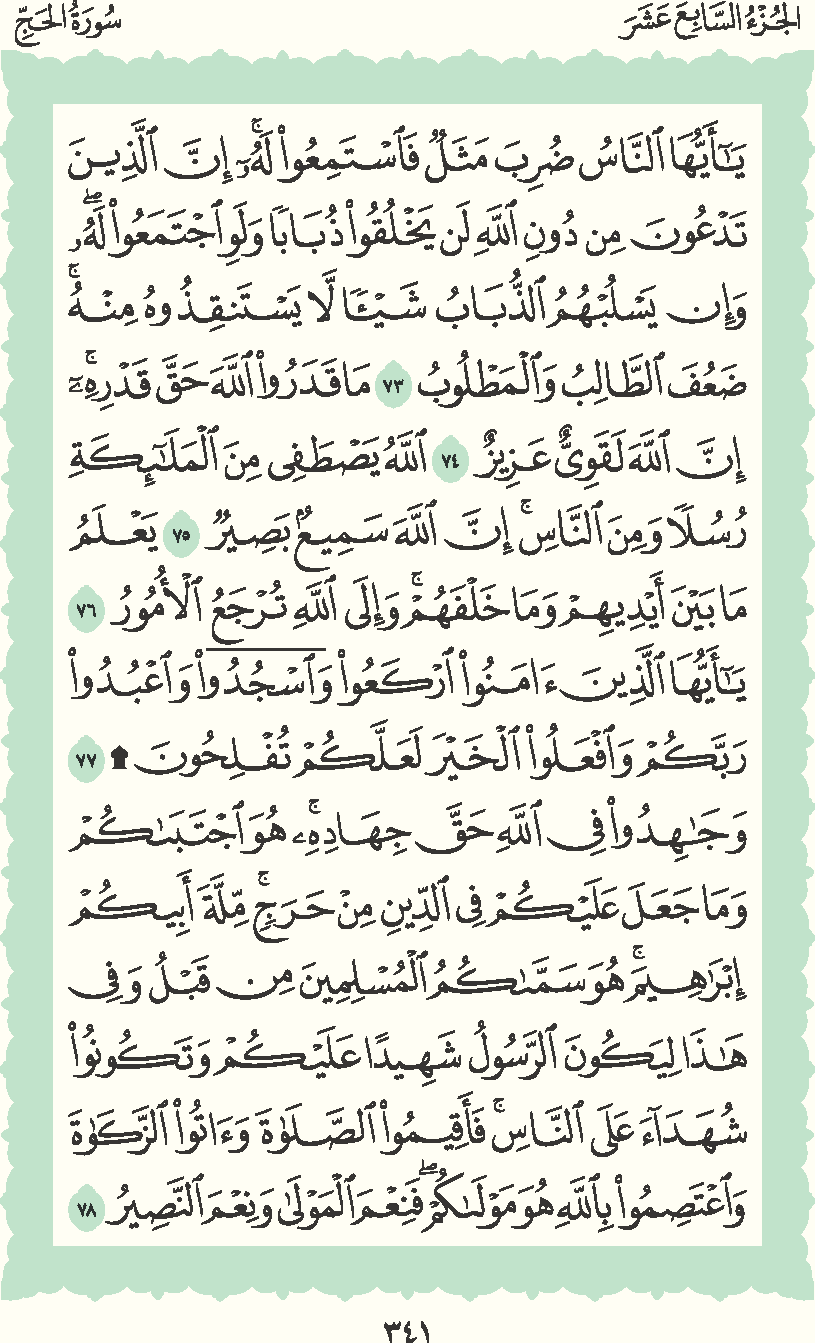 الجُزْءُ السَّابِعَ عَشَرَ
سُورَةُ الحَجِّ
يَٰٓأَيُّهَا ٱلنَّاسُ ضُرِبَ مَثَلٌ فَٱسْتَمِعُوا۟ لَهُۥٓ ۚ إِنَّ ٱلَّذِينَ
تَدْعُونَ مِن دُونِ ٱللَّهِ لَن يَخْلُقُوا۟ ذُبَابًا وَلَوِ ٱجْتَمَعُوا۟ لَهُۥ ۖ
وَإِن يَسْلُبْهُمُ ٱلذُّبَابُ شَيْـًٔا لَّا يَسْتَنقِذُوهُ مِنْهُ ۚ
ضَعُفَ ٱلطَّالِبُ وَٱلْمَطْلُوبُ ٧٣ مَا قَدَرُوا۟ ٱللَّهَ حَقَّ قَدْرِهِۦٓ ۚ
إِنَّ ٱللَّهَ لَقَوِىٌّ عَزِيزٌ ٧٤ ٱللَّهُ يَصْطَفِى مِنَ ٱلْمَلَٰٓئِكَةِ
رُسُلًا وَمِنَ ٱلنَّاسِ ۚ إِنَّ ٱللَّهَ سَمِيعٌۢ بَصِيرٌ ٧٥ يَعْلَمُ
مَا بَيْنَ أَيْدِيهِمْ وَمَا خَلْفَهُمْ ۚ وَإِلَى ٱللَّهِ تُرْجَعُ ٱلْأُمُورُ ٧٦
يَٰٓأَيُّهَا ٱلَّذِينَ ءَامَنُوا۟ ٱرْكَعُوا۟ وَٱسْجُدُوا۟ وَٱعْبُدُوا۟
رَبَّكُمْ وَٱفْعَلُوا۟ ٱلْخَيْرَ لَعَلَّكُمْ تُفْلِحُونَ ۩ ٧٧
وَجَٰهِدُوا۟ فِى ٱللَّهِ حَقَّ جِهَادِهِۦ ۚ هُوَ ٱجْتَبَىٰكُمْ
وَمَا جَعَلَ عَلَيْكُمْ فِى ٱلدِّينِ مِنْ حَرَجٍ ۚ مِّلَّةَ أَبِيكُمْ
إِبْرَٰهِيمَ ۚ هُوَ سَمَّىٰكُمُ ٱلْمُسْلِمِينَ مِن قَبْلُ وَفِى
هَٰذَا لِيَكُونَ ٱلرَّسُولُ شَهِيدًا عَلَيْكُمْ وَتَكُونُوا۟
شُهَدَآءَ عَلَى ٱلنَّاسِ ۚ فَأَقِيمُوا۟ ٱلصَّلَوٰةَ وَءَاتُوا۟ ٱلزَّكَوٰةَ
وَٱعْتَصِمُوا۟ بِٱللَّهِ هُوَ مَوْلَىٰكُمْ ۖ فَنِعْمَ ٱلْمَوْلَىٰ وَنِعْمَ ٱلنَّصِيرُ ٧٨
٣٤١